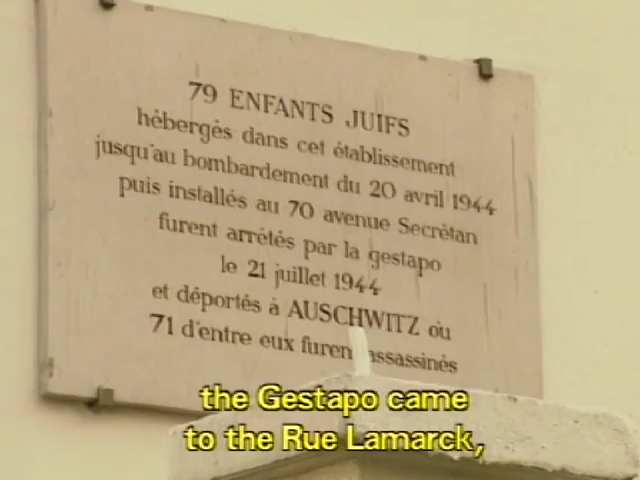 79 ENFANTS JUIFS
hébergés dans cet établissement
jusqu'au bombardement du 20 avril 1944
puis installés au 70 avenue Secrétan
furent arrêtés par la gestapo
le 21 juillet 1944
et déportés à AUSCHWITZ où
71 d'entre eux furen assassinés
the Gestapo came
to the Rue Lamarck,